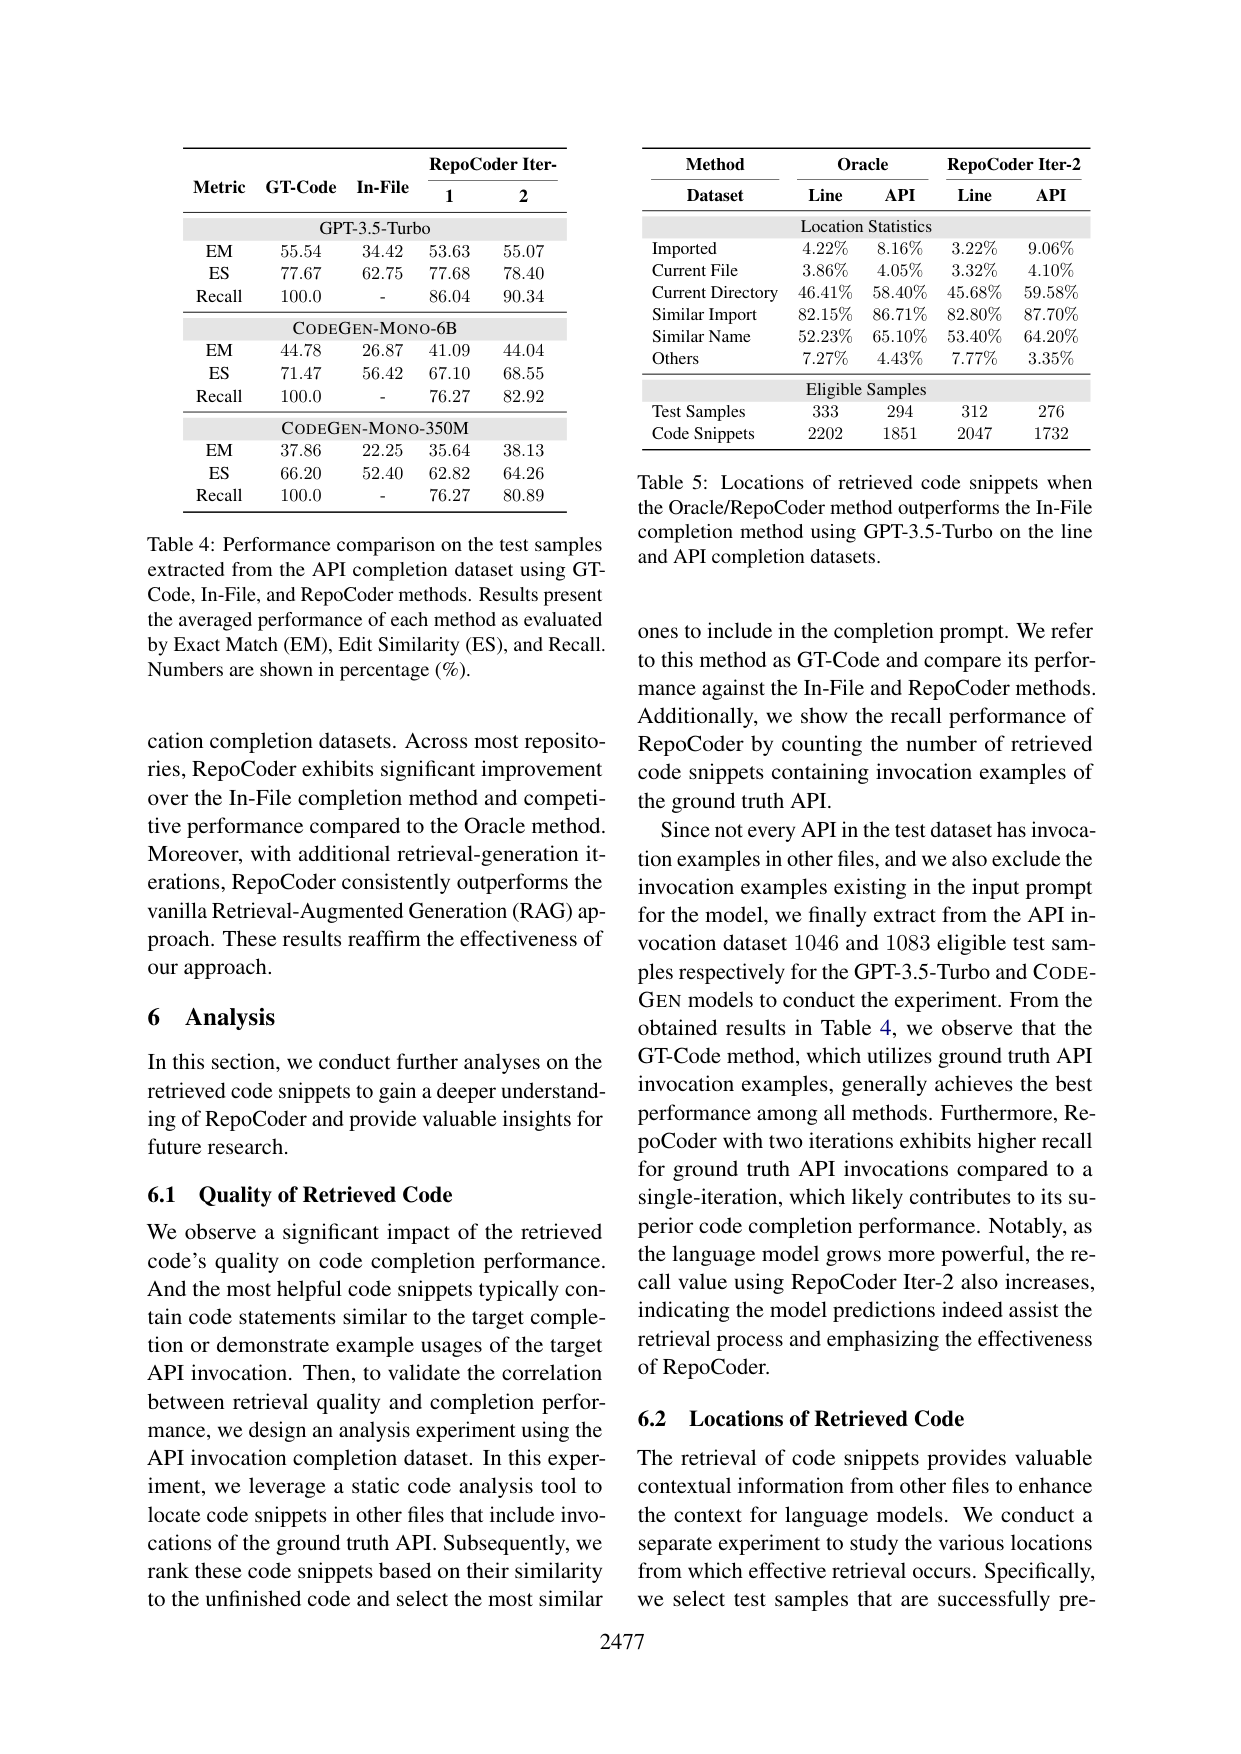 RepoCoder Iter-
Metric GT-Code In-File 1 2
GPT-3.5-Turbo
EM 55.54 34.42 53.63 55.07
ES 77.67 62.75 77.68 78.40
Recall 100.0 - 86.04 90.34
CODEGEN-MONO-6B
EM 44.78 26.87 41.09 44.04
ES 71.47 56.42 67.10 68.55
Recall 100.0 - 76.27 82.92
CODEGEN-MONO-350M
EM 37.86 22.25 35.64 38.13
ES 66.20 52.40 62.82 64.26
Recall 100.0 - 76.27 80.89
Table 4: Performance comparison on the test samples
extracted from the API completion dataset using GT-
Code, In-File, and RepoCoder methods. Results present
the averaged performance of each method as evaluated
by Exact Match (EM), Edit Similarity (ES), and Recall.
Numbers are shown in percentage (%).
cation completion datasets. Across most reposito-
ries, RepoCoder exhibits significant improvement
over the In-File completion method and competi-
tive performance compared to the Oracle method.
Moreover, with additional retrieval-generation it-
erations, RepoCoder consistently outperforms the
vanilla Retrieval-Augmented Generation (RAG) ap-
proach. These results reaffirm the effectiveness of
our approach.
6 Analysis
In this section, we conduct further analyses on the
retrieved code snippets to gain a deeper understand-
ing of RepoCoder and provide valuable insights for
future research.
6.1 Quality of Retrieved Code
We observe a significant impact of the retrieved
code's quality on code completion performance.
And the most helpful code snippets typically con-
tain code statements similar to the target comple-
tion or demonstrate example usages of the target
API invocation. Then, to validate the correlation
between retrieval quality and completion perfor-
mance, we design an analysis experiment using the
API invocation completion dataset. In this exper-
iment, we leverage a static code analysis tool to
locate code snippets in other files that include invo-
cations of the ground truth API. Subsequently, we
rank these code snippets based on their similarity
to the unfinished code and select the most similar
Method Oracle RepoCoder Iter-2
Dataset Line API Line API
Location Statistics
Imported 4.22% 8.16% 3.22% 9.06%
Current File 3.86% 4.05% 3.32% 4.10%
Current Directory 46.41% 58.40% 45.68% 59.58%
Similar Import 82.15% 86.71% 82.80% 87.70%
Similar Name 52.23% 65.10% 53.40% 64.20%
Others 7.27% 4.43% 7.77% 3.35%
Eligible Samples
Test Samples 333 294 312 276
Code Snippets 2202 1851 2047 1732
Table 5: Locations of retrieved code snippets when
the Oracle/RepoCoder method outperforms the In-File
completion method using GPT-3.5-Turbo on the line
and API completion datasets.
ones to include in the completion prompt. We refer
to this method as GT-Code and compare its perfor-
mance against the In-File and RepoCoder methods.
Additionally, we show the recall performance of
RepoCoder by counting the number of retrieved
code snippets containing invocation examples of
the ground truth API.
Since not every API in the test dataset has invoca-
tion examples in other files, and we also exclude the
invocation examples existing in the input prompt
for the model, we finally extract from the API in-
vocation dataset 1046 and 1083 eligible test sam-
ples respectively for the GPT-3.5-Turbo and CODE-
GEN models to conduct the experiment. From the
obtained results in Table 4, we observe that the
GT-Code method, which utilizes ground truth API
invocation examples, generally achieves the best
performance among all methods. Furthermore, Re-
poCoder with two iterations exhibits higher recall
for ground truth API invocations compared to a
single-iteration, which likely contributes to its su-
perior code completion performance. Notably, as
the language model grows more powerful, the re-
call value using RepoCoder Iter-2 also increases,
indicating the model predictions indeed assist the
retrieval process and emphasizing the effectiveness
of RepoCoder.
6.2 Locations of Retrieved Code
The retrieval of code snippets provides valuable
contextual information from other files to enhance
the context for language models. We conduct a
separate experiment to study the various locations
from which effective retrieval occurs. Specifically,
we select test samples that are successfully pre-
2477